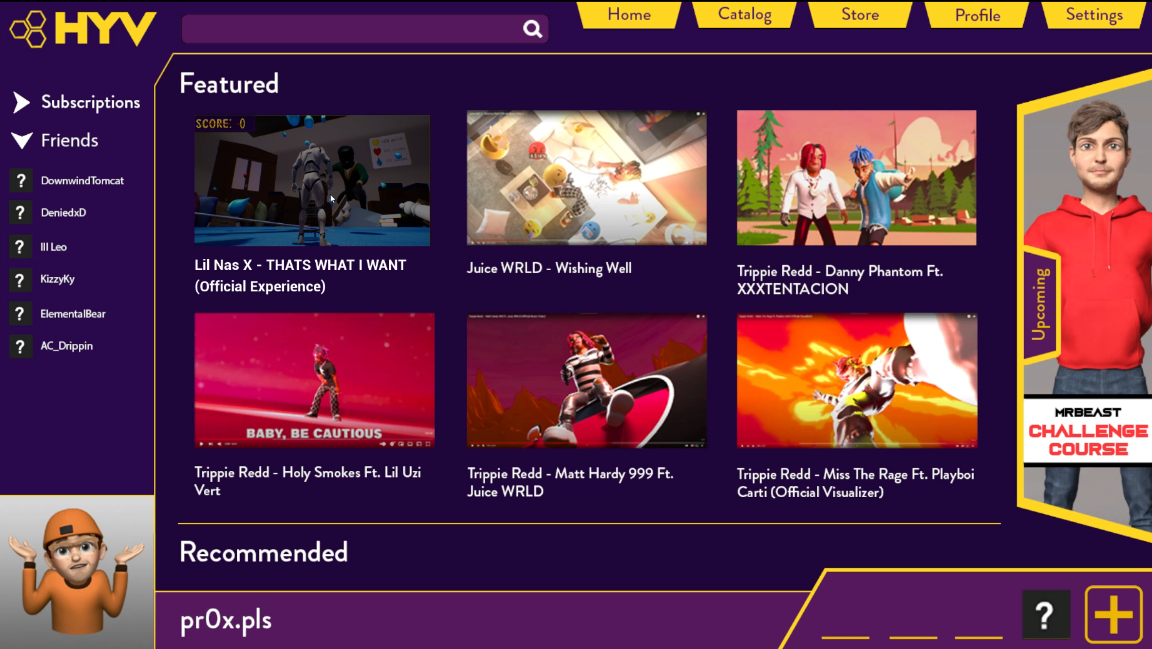 HYV
Home
Catalog
Store
Profile
Settings
Subscriptions
Friends
? DownwindTomcat
? DeniedxD
? Ill Leo
? KizzyKy
? ElementalBear
? AC_Drippin
Featured
SCORE: 0
Lil Nas X - THATS WHAT I WANT
(Official Experience)
Juice WRLD - Wishing Well
Trippie Redd - Danny Phantom Ft.
XXXTENTACION
BABY, BE CAUTIOUS
Trippie Redd - Holy Smokes Ft. Lil Uzi
Vert
Trippie Redd - Matt Hardy 999 Ft.
Juice WRLD
Trippie Redd - Miss The Rage Ft. Playboi
Carti (Official Visualizer)
Upcoming
MRBEAST
CHALLENGE
COURSE
Recommended
pr0x.pls
?